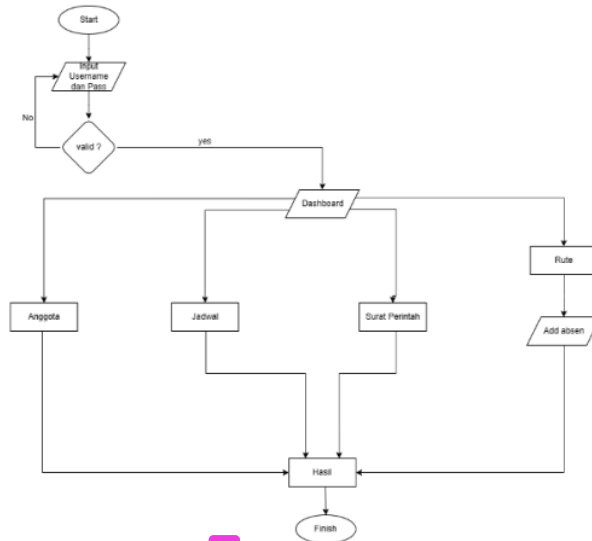 Start
Input
Username
dan Pass
No
valid ?
yes
Dashboard
Rute
Anggota
Jadwal
Surat Perintah
Add absen
Hasil
Finish